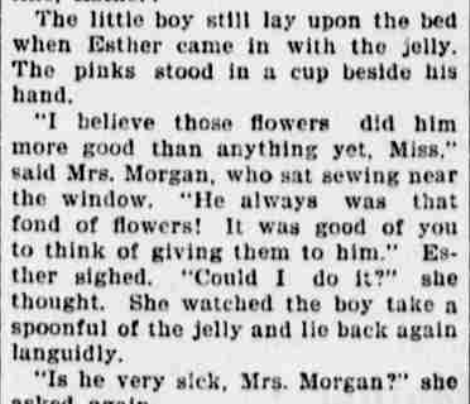 The little boy still lay upon the bed
when Esther came in with the jelly.
The pinks stood in a cup beside his
hand.
"I believe those flowers did him
more good than anything yet, Miss,"
said Mrs. Morgan, who sat sewing near
the window. "He always was that
fond of flowers! It was good of you
to think of giving them to him." Es-
ther sighed. "Could I do it?" she
thought. She watched the boy take a
spoonful of the jelly and lie back again
languidly.
"Is he very sick, Mrs. Morgan?" she
asked again